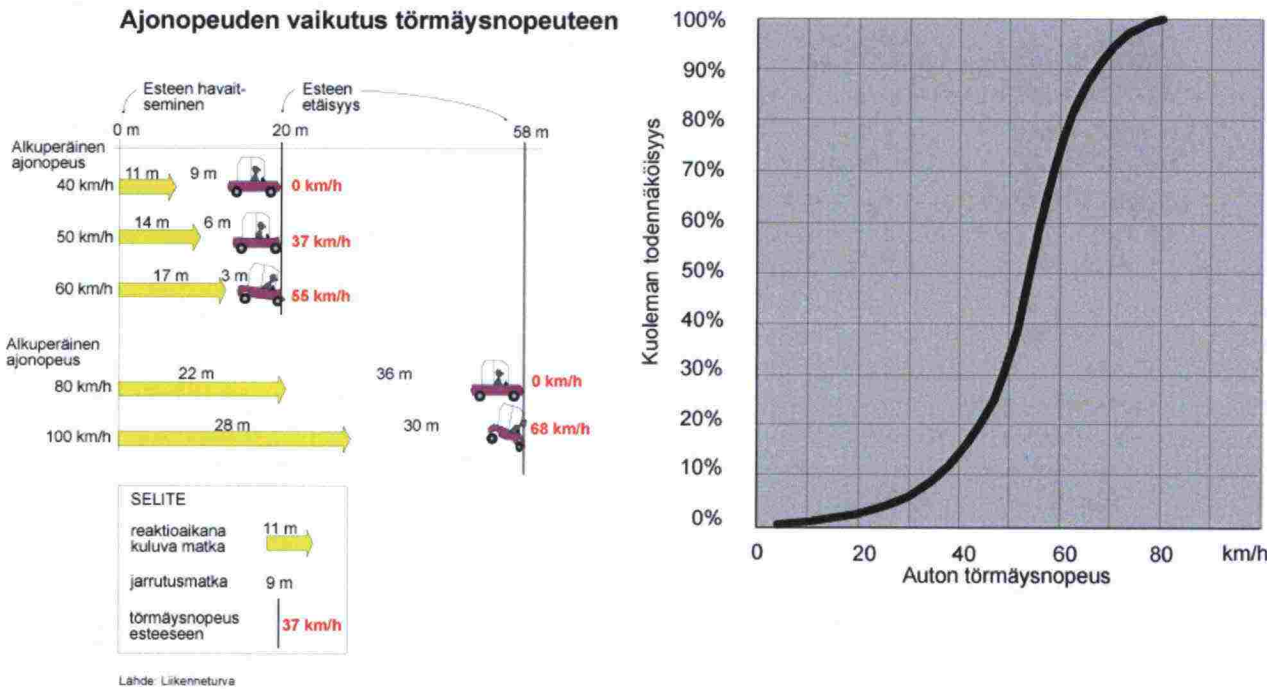 Ajonopeuden vaikutus törmäysnopeuteen
Esteen havait-
seminen
Esteen
etäisyys
0 m
20 m
58 m
Alkuperäinen
ajonopeus
40 km/h
11 m
9 m
0 km/h
50 km/h
14 m
6 m
37 km/h
60 km/h
17 m
3 m
55 km/h
Alkuperäinen
ajonopeus
80 km/h
22 m
36 m
0 km/h
100 km/h
28 m
30 m
68 km/h
SELITE
reaktioaikana
kuluva matka
11 m
jarrutusmatka
9 m
törmäysnopeus
esteeseen
37 km/h
Lähde: Liikenneturva
Kuoleman todennäköisyys
100%
90%
80%
70%
60%
50%
40%
30%
20%
10%
0%
0 20 40 60 80 km/h
Auton törmäysnopeus